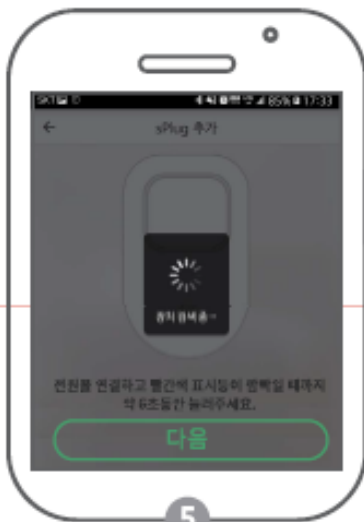 SKT 85% 17:33
← sPlug 추가
장치 검색 중
전원을 연결하고 빨간색 표시등이 깜빡일 때까지
약 6초동안 눌러주세요.
다음
5